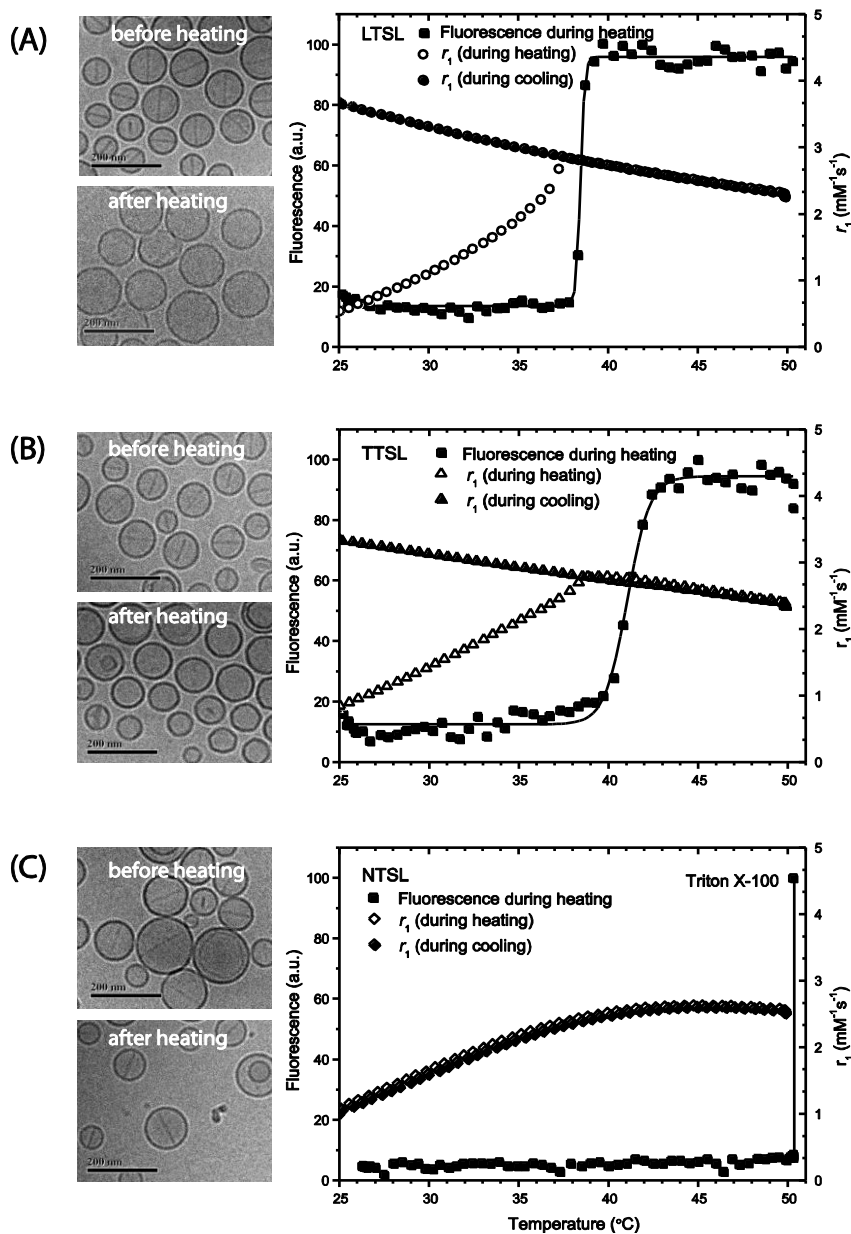 (A)
before heating
200 nm
after heating
200 nm
LTSL
Fluorescence during heating
r1 (during heating)
r1 (during cooling)
100
80
60
40
20
0
Fluorescence (a.u.)
5
4
3
2
1
0
r1 (mM⁻¹s⁻¹)
25 30 35 40 45 50
(B)
before heating
200 nm
after heating
200 nm
TTSL
Fluorescence during heating
r1 (during heating)
r1 (during cooling)
100
80
60
40
20
0
Fluorescence (a.u.)
5
4
3
2
1
0
r1 (mM⁻¹s⁻¹)
25 30 35 40 45 50
(C)
before heating
200 nm
after heating
200 nm
NTSL
Triton X-100
Fluorescence during heating
r1 (during heating)
r1 (during cooling)
100
80
60
40
20
0
Fluorescence (a.u.)
5
4
3
2
1
0
r1 (mM⁻¹s⁻¹)
25 30 35 40 45 50
Temperature (°C)